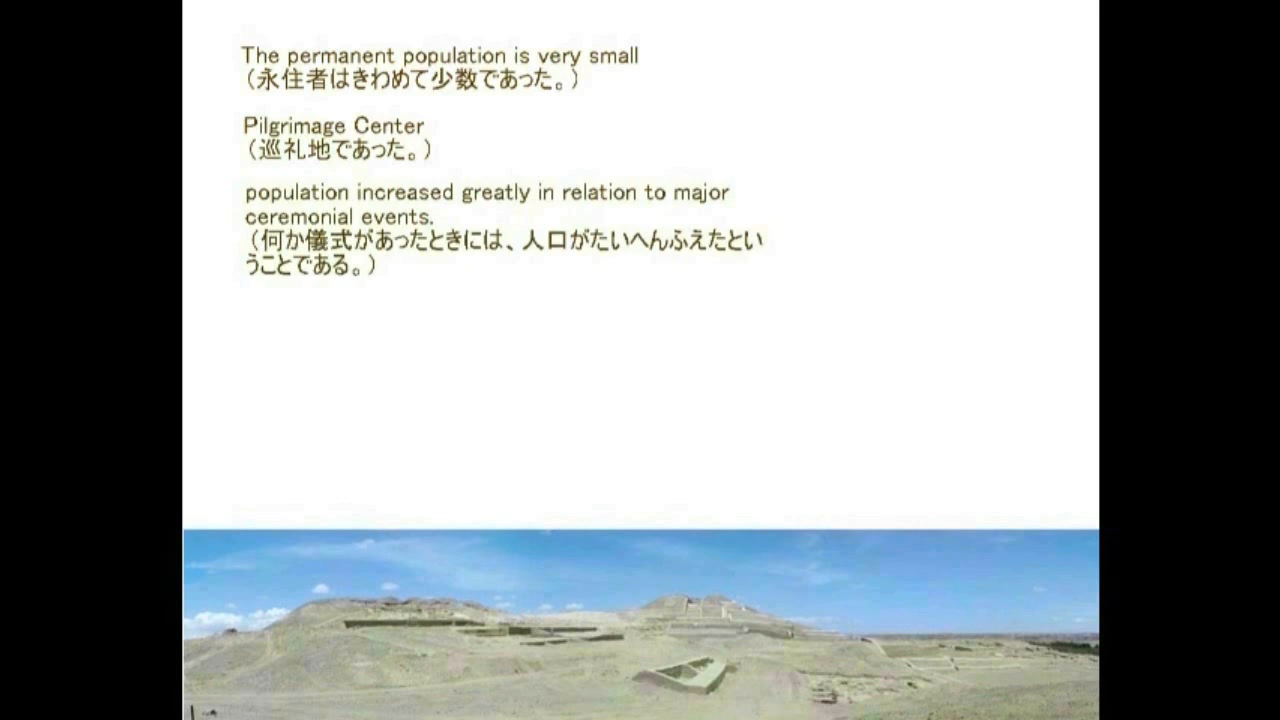 The permanent population is very small
（永住者はきわめて少数であった。）
Pilgrimage Center
（巡礼地であった。）
population increased greatly in relation to major
ceremonial events.
（何か儀式があったときには、人口がたいへんふえたとい
うことである。）